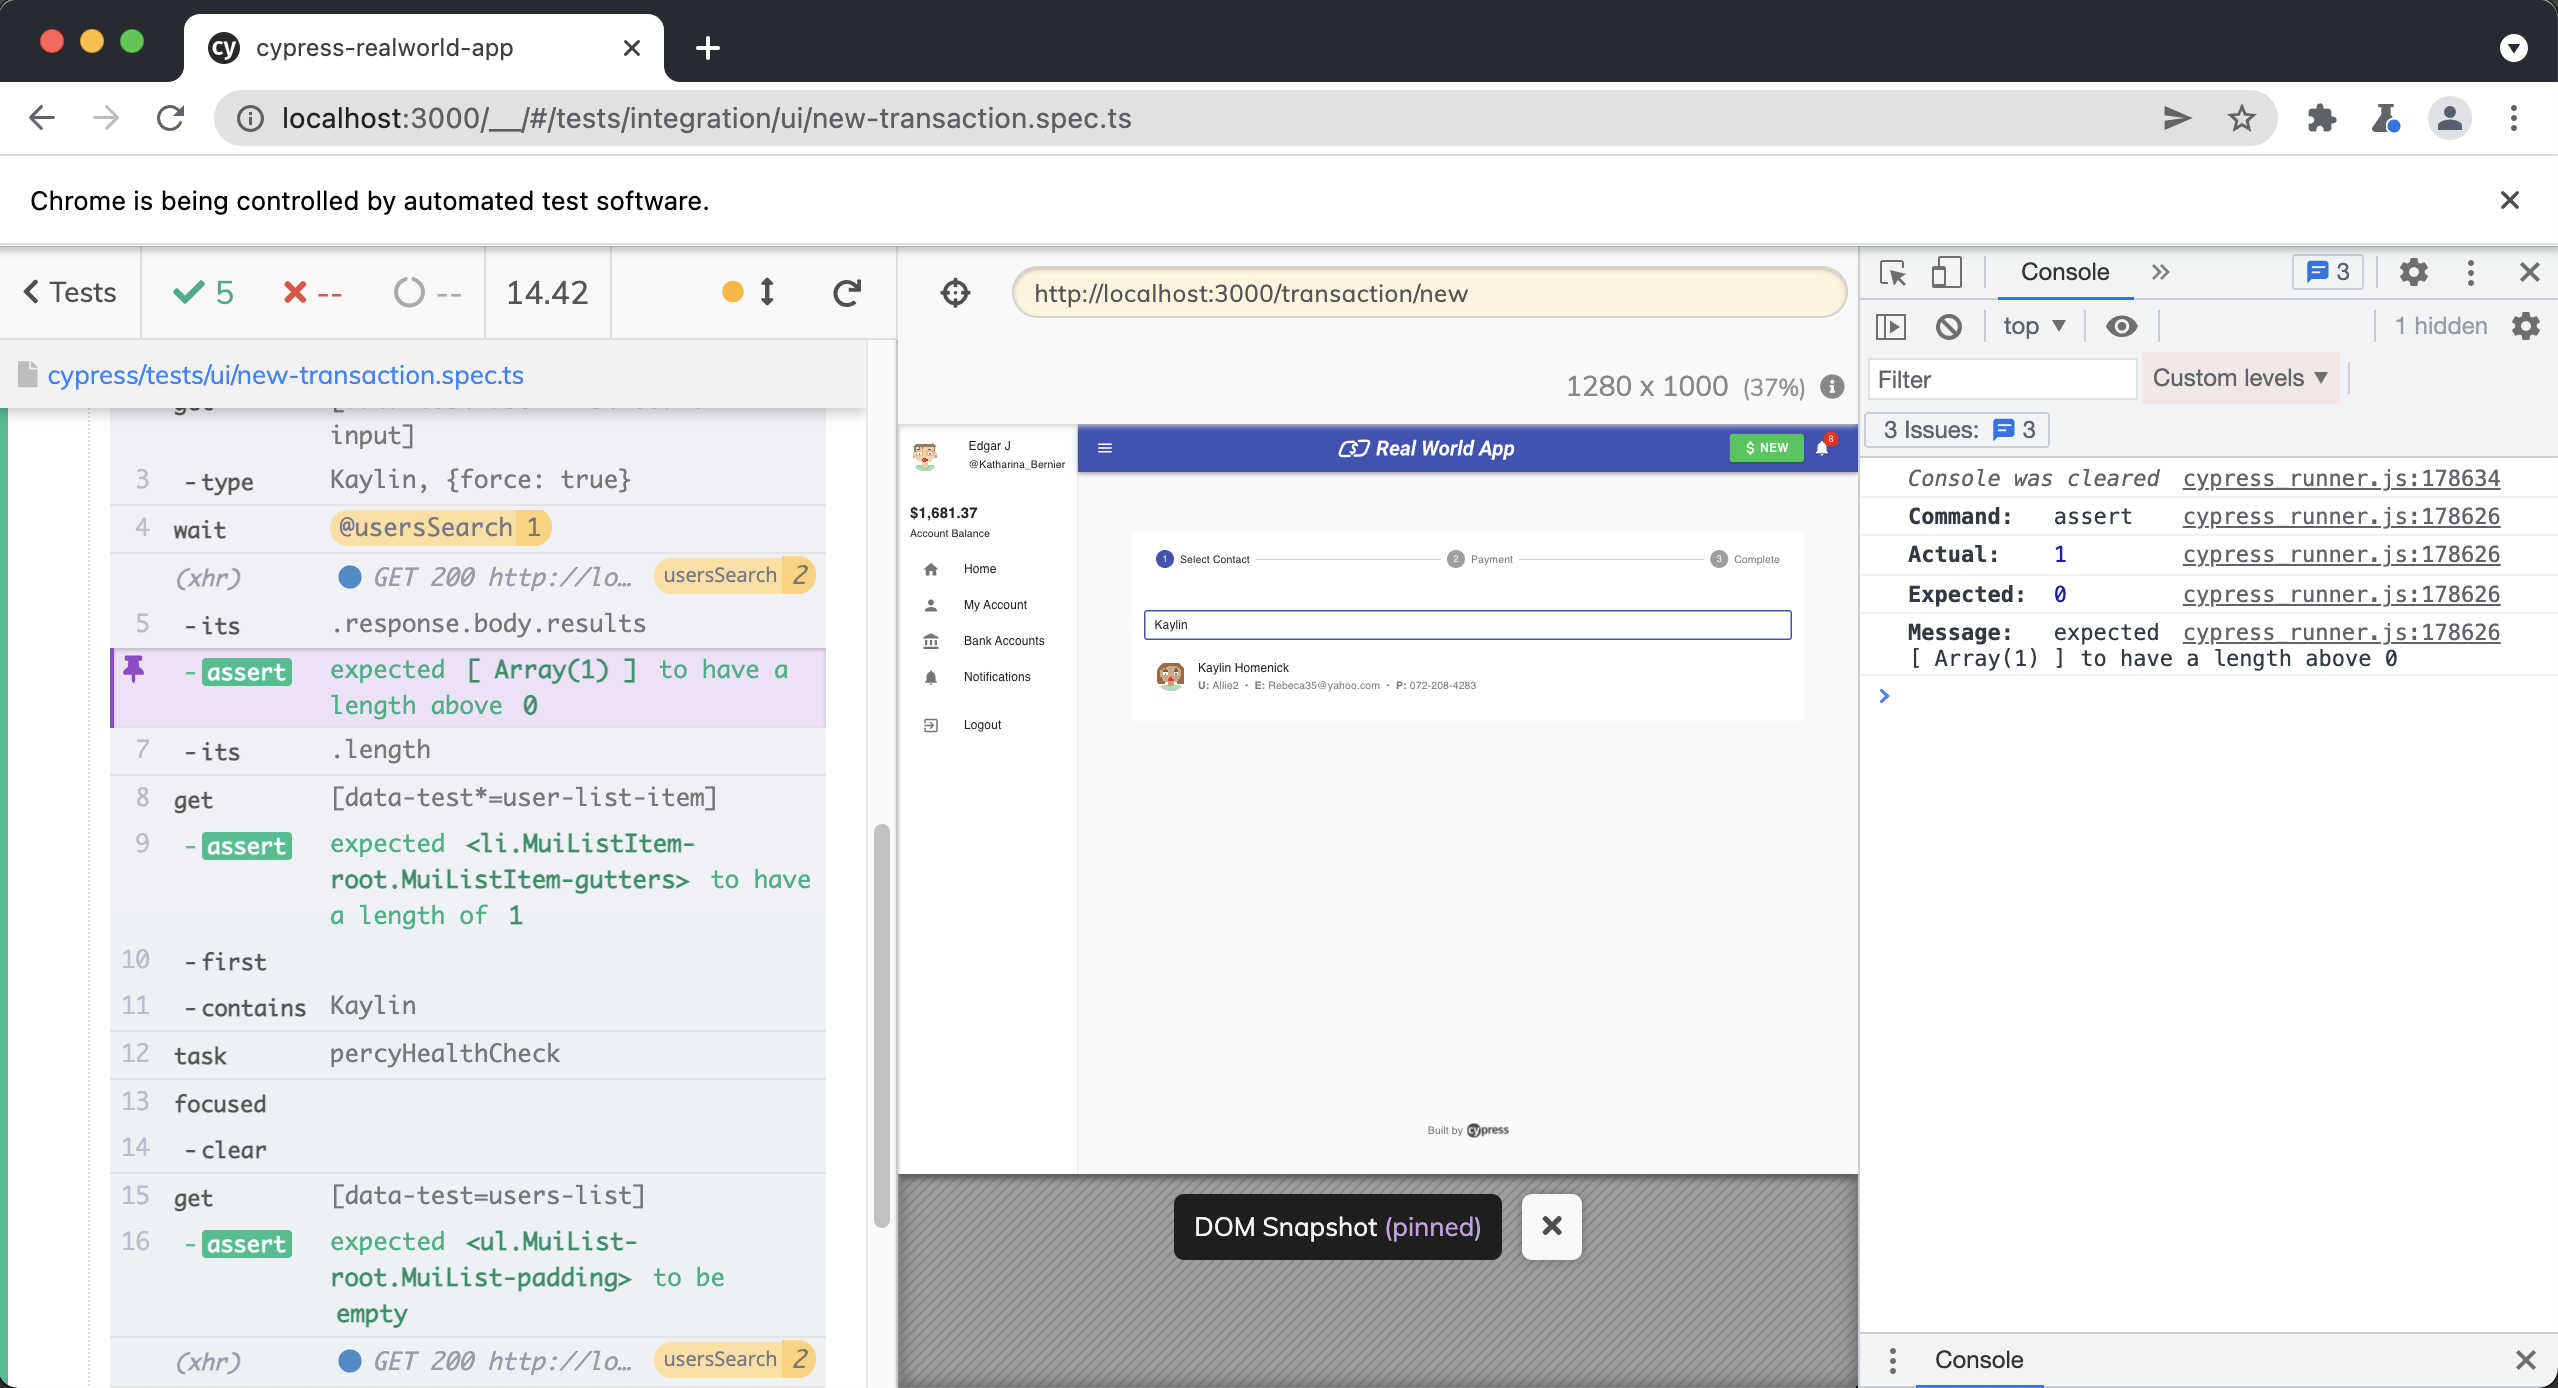 cypress-realworld-app
localhost:3000/__/#/tests/integration/ui/new-transaction.spec.ts
Chrome is being controlled by automated test software.
Tests
5
--
--
14.42
cypress/tests/ui/new-transaction.spec.ts
input]
3 -type Kaylin, {force: true}
4 wait @usersSearch 1
(xhr) GET 200 http://lo… usersSearch 2
5 -its .response.body.results
-assert expected [ Array(1) ] to have a
length above 0
7 -its .length
8 get [data-test*=user-list-item]
9 -assert expected <li.MuiListItem-
root.MuiListItem-gutters> to have
a length of 1
10 -first
11 -contains Kaylin
12 task percyHealthCheck
13 focused
14 -clear
15 get [data-test=users-list]
16 -assert expected <ul.MuiList-
root.MuiList-padding> to be
empty
(xhr) GET 200 http://lo… usersSearch 2
http://localhost:3000/transaction/new
1280 x 1000 (37%)
Edgar J
@Katharina_Bernier
$1,681.37
Account Balance
Home
My Account
Bank Accounts
Notifications
Logout
Real World App
$ NEW
8
1 Select Contact
2 Payment
3 Complete
Kaylin
Kaylin Homenick
U: Allie2 • E: Rebeca35@yahoo.com • P: 072-208-4283
Built by cypress
DOM Snapshot (pinned)
Console
3
top
1 hidden
Filter
Custom levels
3 Issues: 3
Console was cleared cypress_runner.js:178634
Command: assert cypress_runner.js:178626
Actual: 1 cypress_runner.js:178626
Expected: 0 cypress_runner.js:178626
Message: expected cypress_runner.js:178626
[ Array(1) ] to have a length above 0
Console